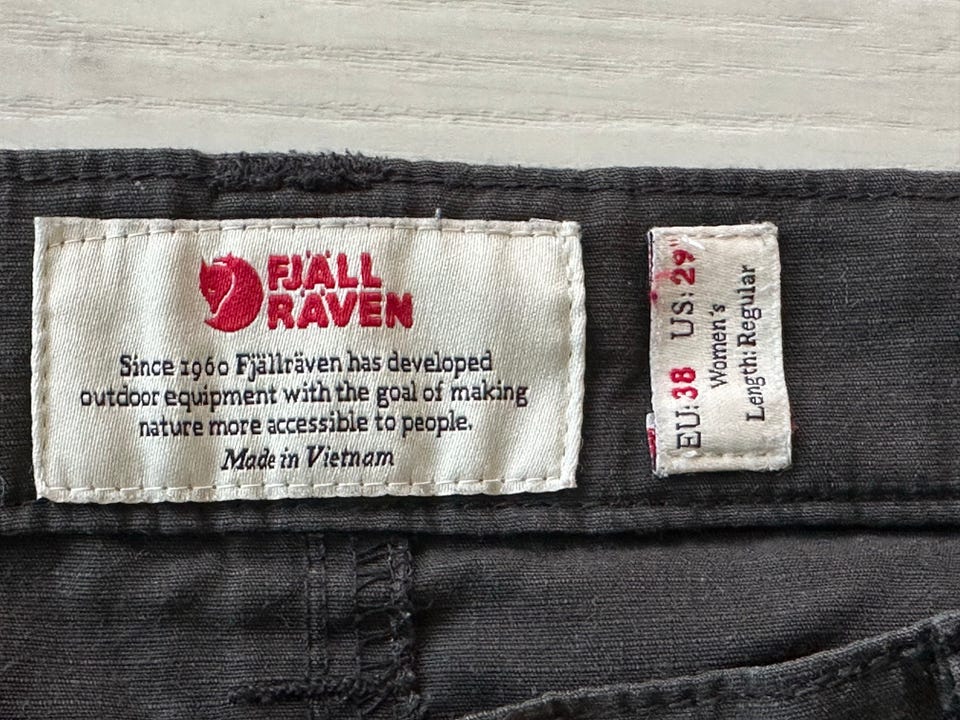 FJÄLL
RÄVEN
Since 1960 Fjällräven has developed
outdoor equipment with the goal of making
nature more accessible to people.
Made in Vietnam
EU: 38 US: 29"
Women's
Length: Regular